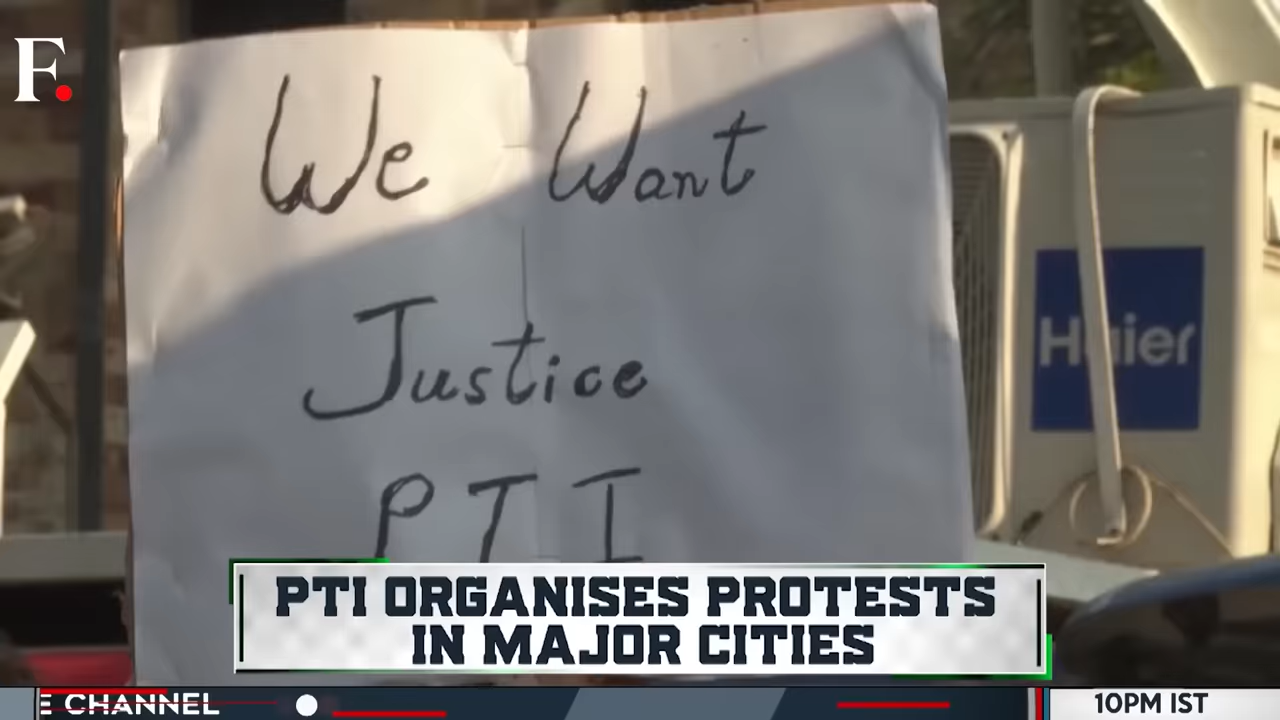 F.
We Want
Justice
PTI
Haier
PTI ORGANISES PROTESTS
IN MAJOR CITIES
E CHANNEL
10PM IST